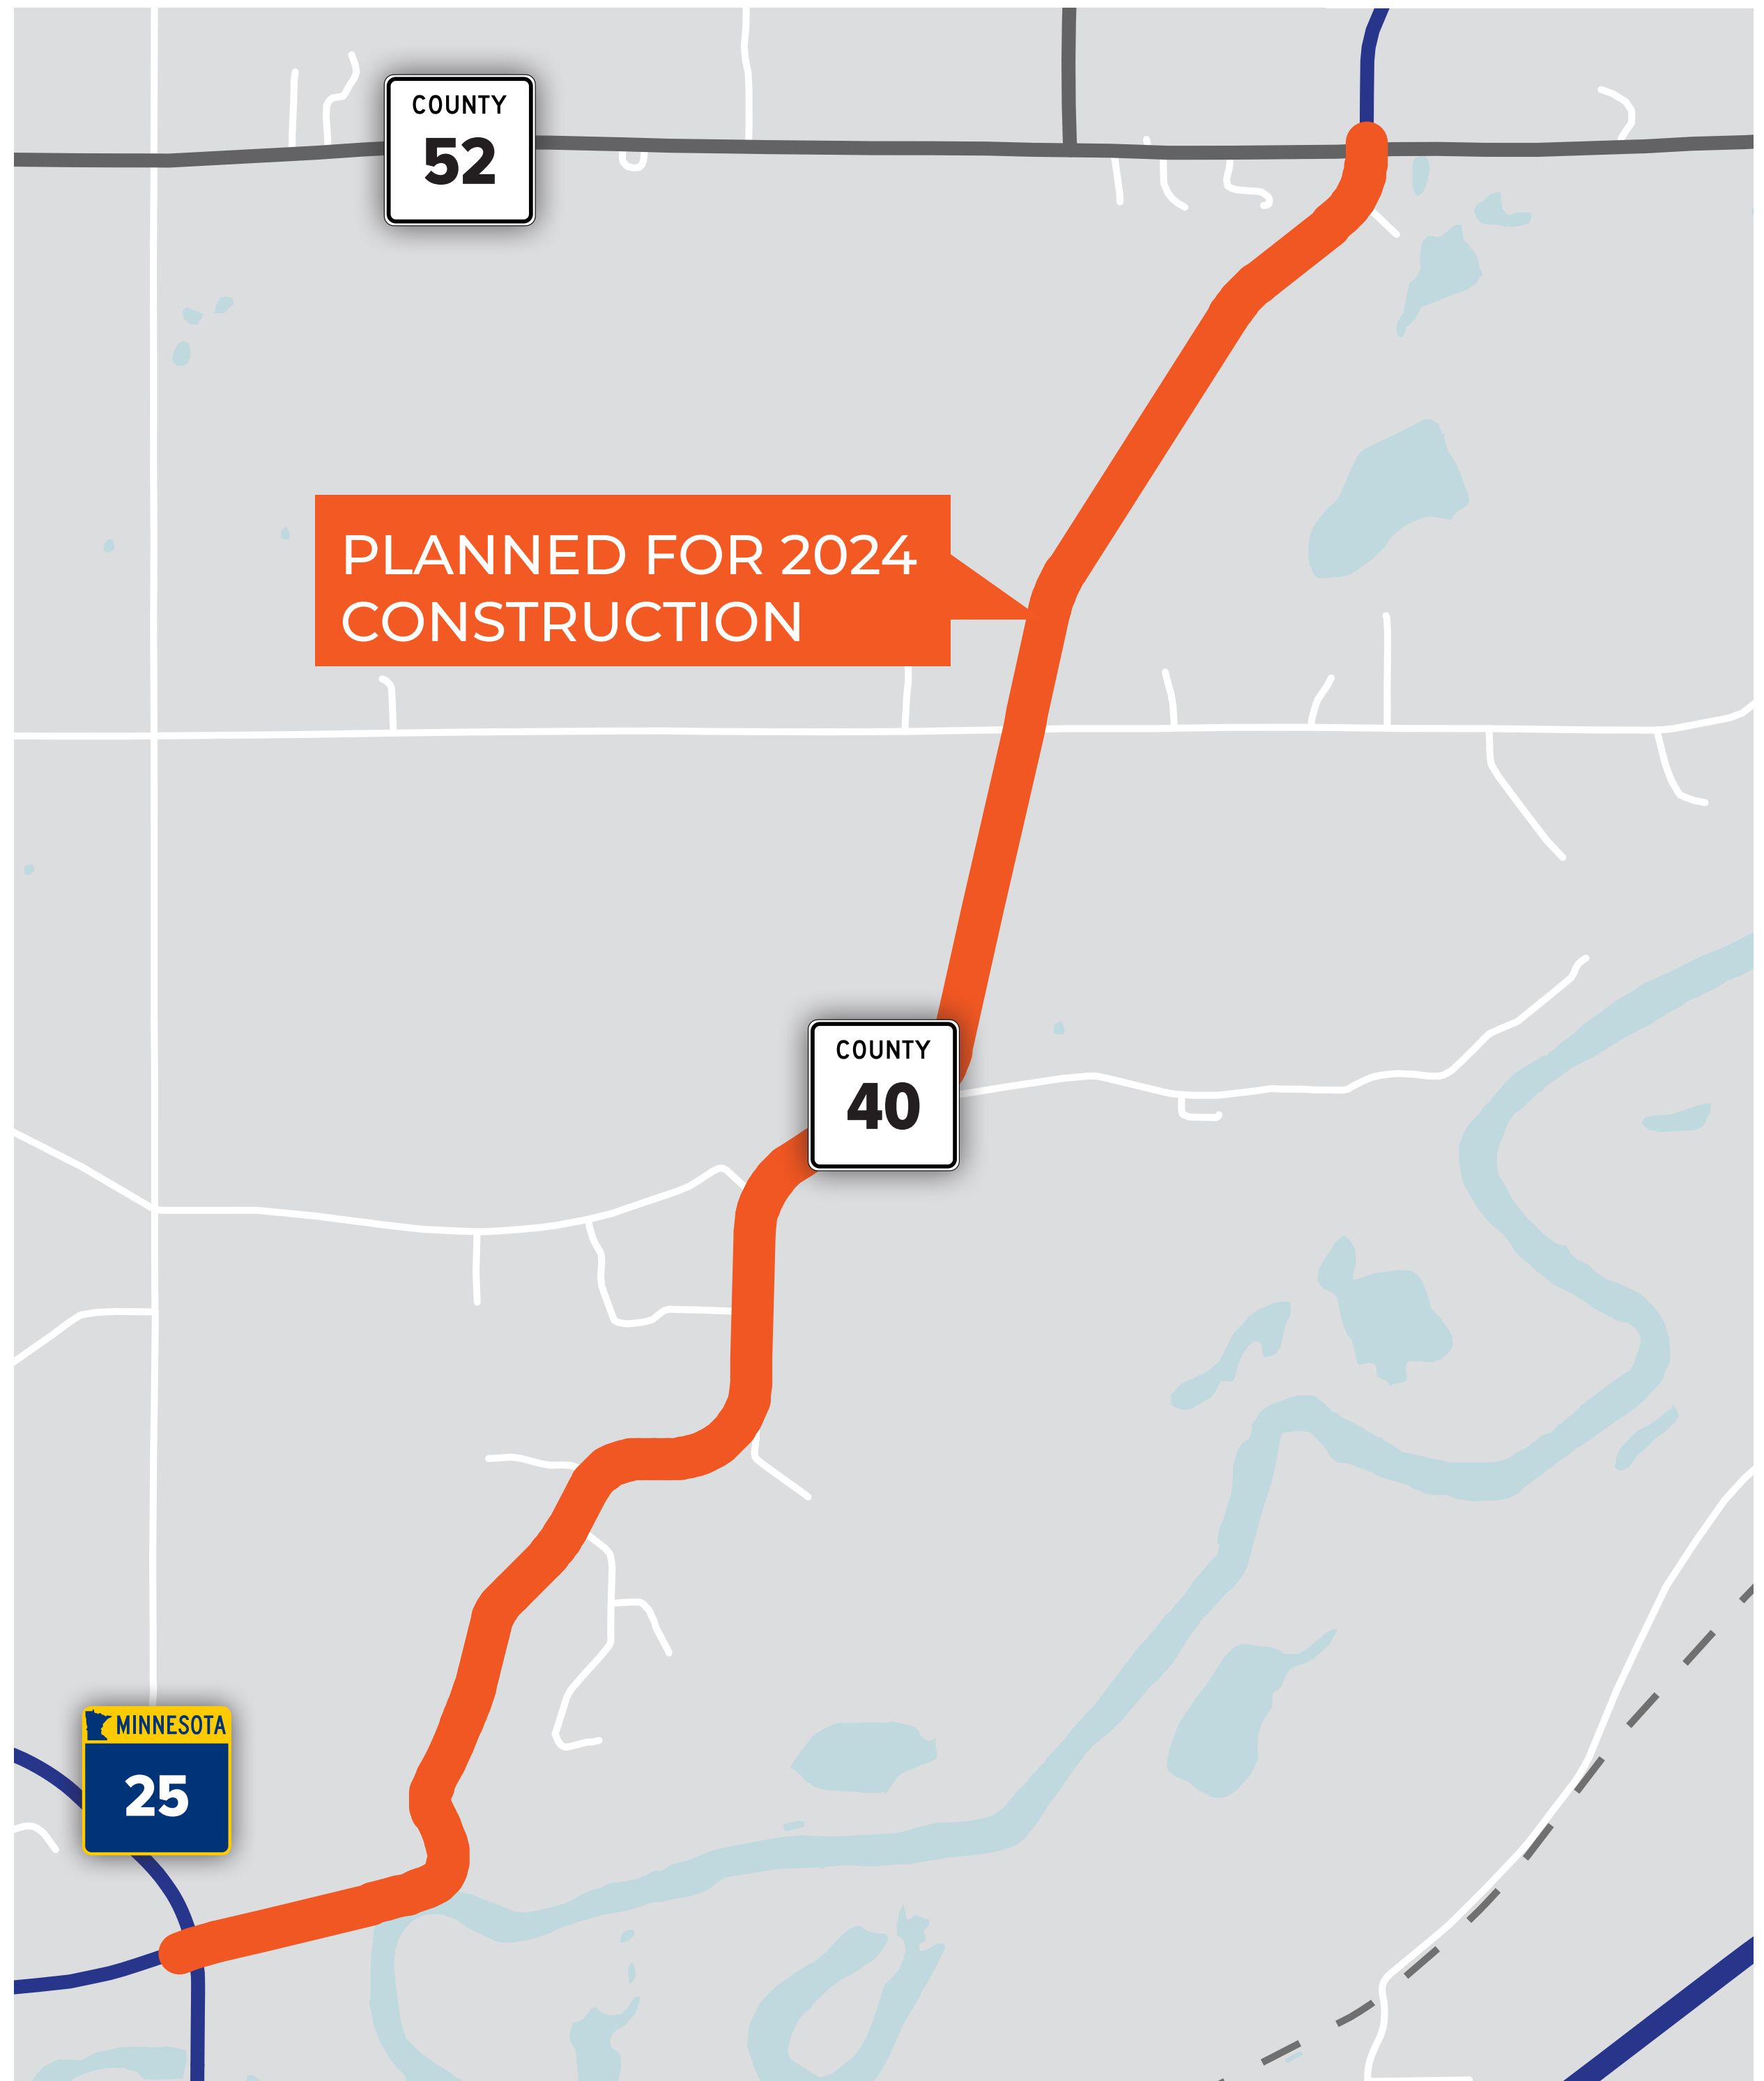 COUNTY
52
PLANNED FOR 2024
CONSTRUCTION
COUNTY
40
MINNESOTA
25